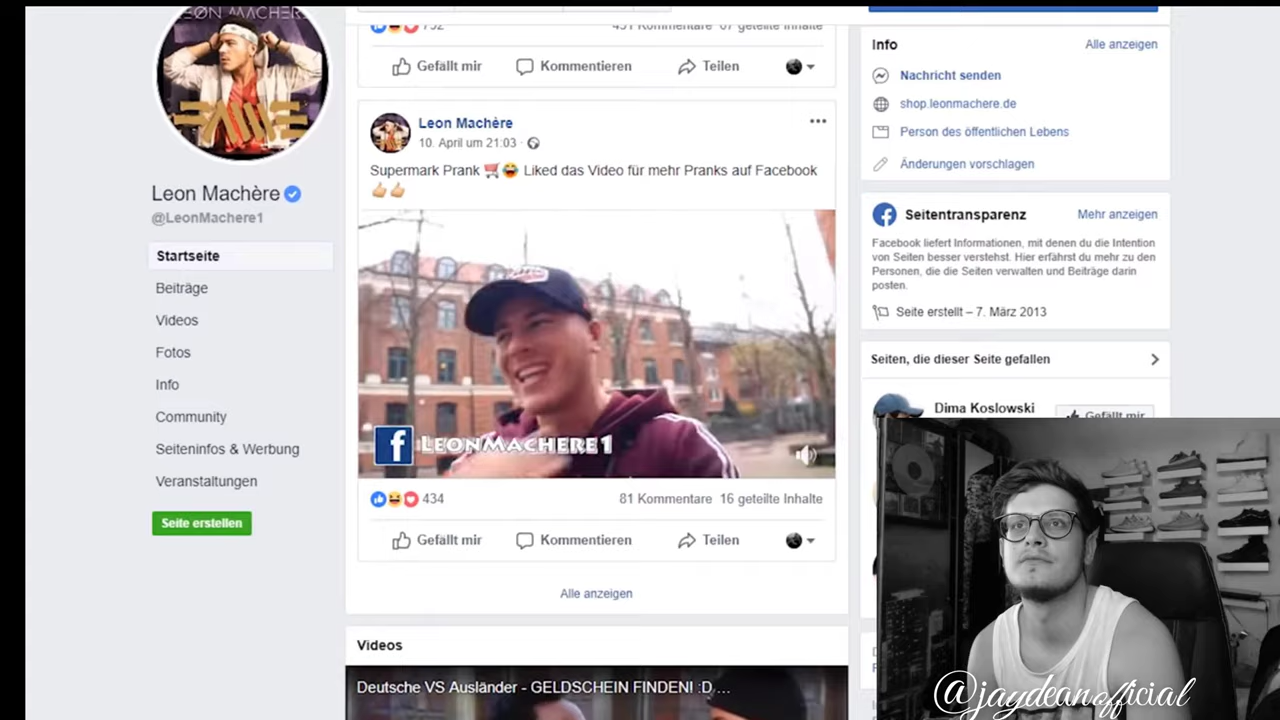 LEON MACHÈRE
FAME
Leon Machère
@LeonMachere1
Startseite
Beiträge
Videos
Fotos
Info
Community
Seiteninfos & Werbung
Veranstaltungen
Seite erstellen
Gefällt mir
Kommentieren
Teilen
Leon Machère
10. April um 21:03 ·
Supermark Prank 🛒😂 Liked das Video für mehr Pranks auf Facebook
👍🏼👍🏼
f LEONMACHERE1
434
81 Kommentare 16 geteilte Inhalte
Gefällt mir
Kommentieren
Teilen
Alle anzeigen
Videos
Deutsche VS Ausländer - GELDSCHEIN FINDEN! :D ...
Info
Alle anzeigen
Nachricht senden
shop.leonmachere.de
Person des öffentlichen Lebens
Änderungen vorschlagen
Seitentransparenz
Mehr anzeigen
Facebook liefert Informationen, mit denen du die Intention
von Seiten besser verstehst. Hier erfährst du mehr zu den
Personen, die die Seiten verwalten und Beiträge darin
posten.
Seite erstellt – 7. März 2013
Seiten, die dieser Seite gefallen
Dima Koslowski
Gefällt mir
@jaydeanofficial